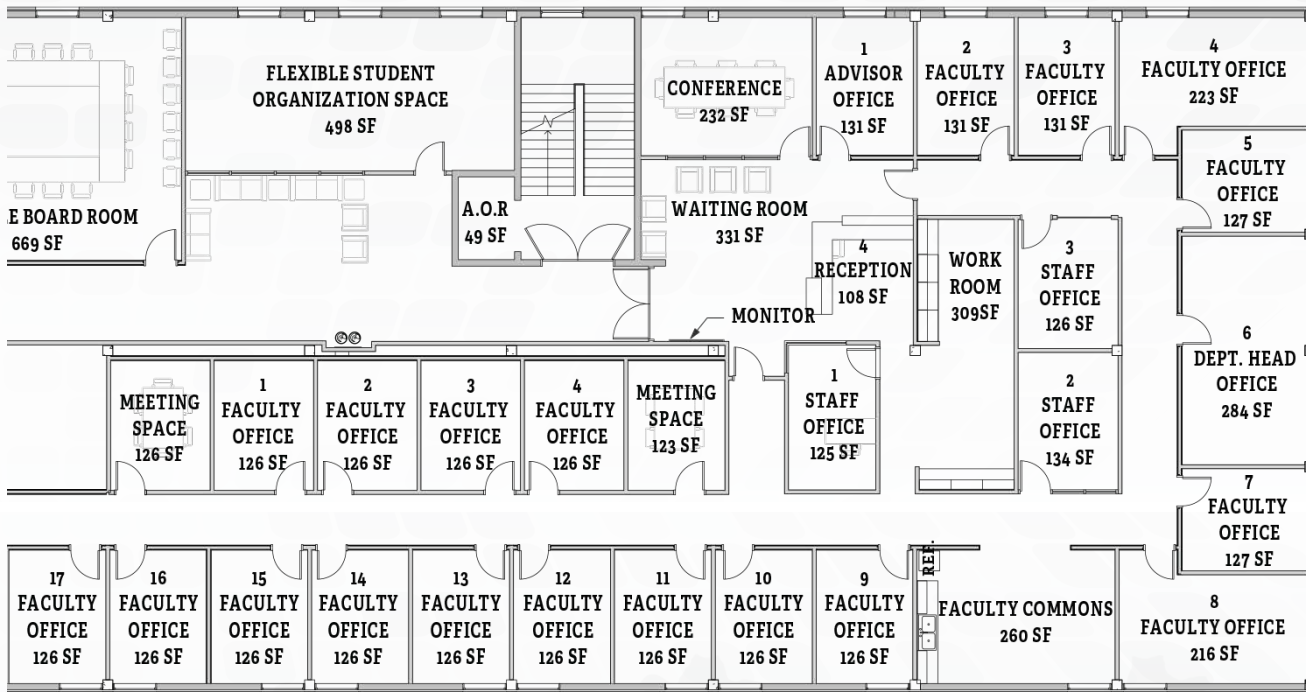 FLEXIBLE STUDENT
ORGANIZATION SPACE
498 SF
CONFERENCE
232 SF
1
ADVISOR
OFFICE
131 SF
2
FACULTY
OFFICE
131 SF
3
FACULTY
OFFICE
131 SF
4
FACULTY OFFICE
223 SF
5
FACULTY
OFFICE
127 SF
E BOARD ROOM
669 SF
A.O.R
49 SF
WAITING ROOM
331 SF
4
RECEPTION
108 SF
WORK
ROOM
309SF
3
STAFF
OFFICE
126 SF
MONITOR
6
DEPT. HEAD
OFFICE
284 SF
MEETING
SPACE
126 SF
1
FACULTY
OFFICE
126 SF
2
FACULTY
OFFICE
126 SF
3
FACULTY
OFFICE
126 SF
4
FACULTY
OFFICE
126 SF
MEETING
SPACE
123 SF
1
STAFF
OFFICE
125 SF
2
STAFF
OFFICE
134 SF
7
FACULTY
OFFICE
127 SF
17
FACULTY
OFFICE
126 SF
16
FACULTY
OFFICE
126 SF
15
FACULTY
OFFICE
126 SF
14
FACULTY
OFFICE
126 SF
13
FACULTY
OFFICE
126 SF
12
FACULTY
OFFICE
126 SF
11
FACULTY
OFFICE
126 SF
10
FACULTY
OFFICE
126 SF
9
FACULTY
OFFICE
126 SF
REF.
FACULTY COMMONS
260 SF
8
FACULTY OFFICE
216 SF